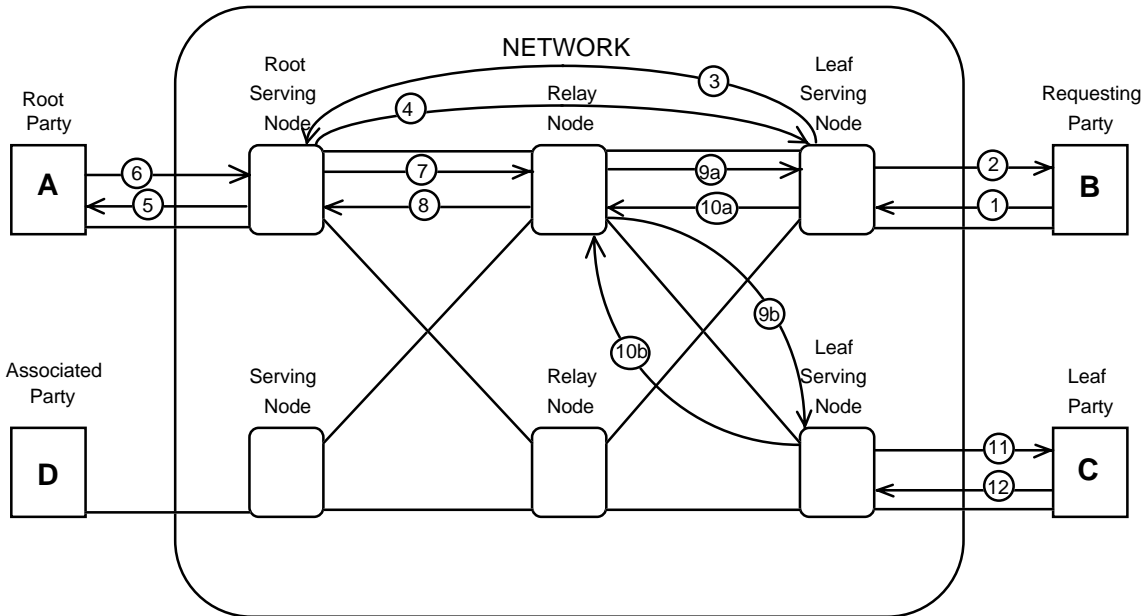 NETWORK
Root
Serving
Node
3
4
Relay
Node
Leaf
Serving
Node
Root
Party
Requesting
Party
A
6
5
7
8
9a
10a
2
1
B
9b
10b
Associated
Party
Serving
Node
Relay
Node
Leaf
Serving
Node
Leaf
Party
D
11
12
C